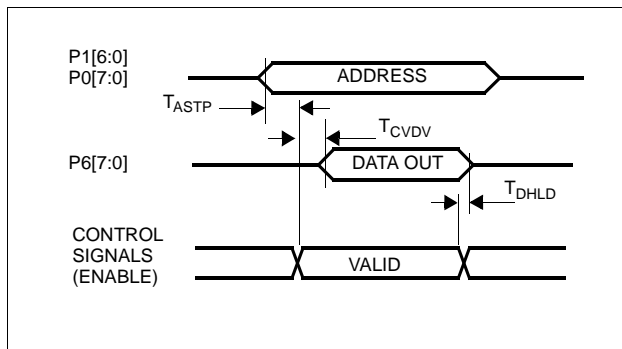 P1[6:0]
P0[7:0]
ADDRESS
TASTP
TCVDV
P6[7:0]
DATA OUT
TDHLD
CONTROL
SIGNALS
(ENABLE)
VALID